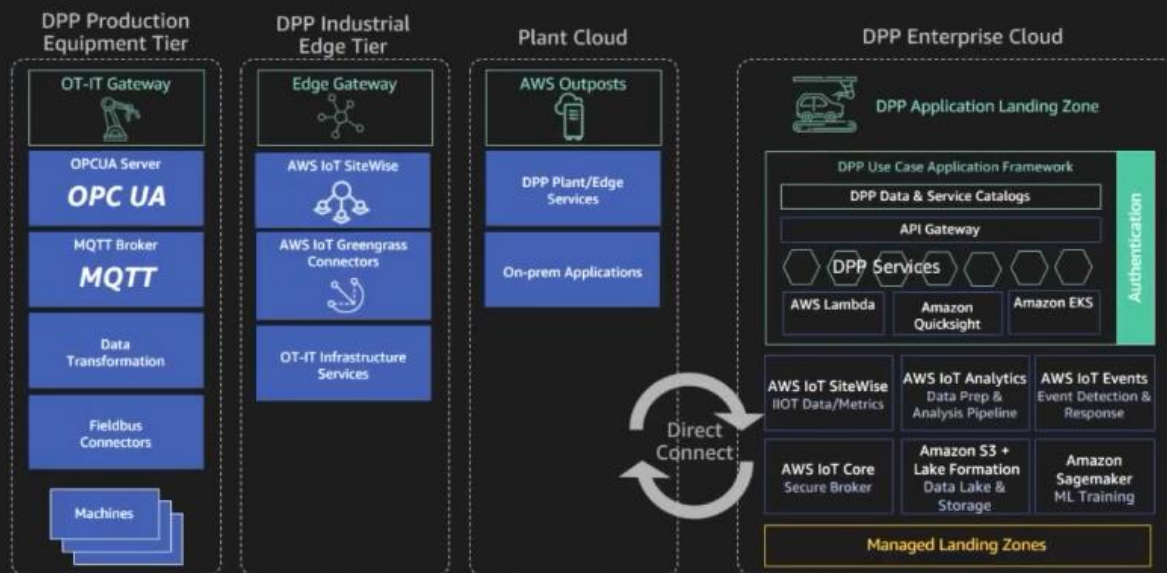 DPP Production
Equipment Tier
OT-IT Gateway
OPCUA Server
OPC UA
MQTT Broker
MQTT
Data
Transformation
Fieldbus
Connectors
Machines
DPP Industrial
Edge Tier
Edge Gateway
AWS IoT SiteWise
AWS IoT Greengrass
Connectors
OT-IT Infrastructure
Services
Plant Cloud
AWS Outposts
DPP Plant/Edge
Services
On-prem Applications
Direct
Connect
DPP Enterprise Cloud
DPP Application Landing Zone
DPP Use Case Application Framework
DPP Data & Service Catalogs
API Gateway
DPP Services
AWS Lambda
Amazon
Quicksight
Amazon EKS
Authentication
AWS IoT SiteWise
IIOT Data/Metrics
AWS IoT Analytics
Data Prep &
Analysis Pipeline
AWS IoT Events
Event Detection &
Response
AWS IoT Core
Secure Broker
Amazon S3 +
Lake Formation
Data Lake &
Storage
Amazon
Sagemaker
ML Training
Managed Landing Zones